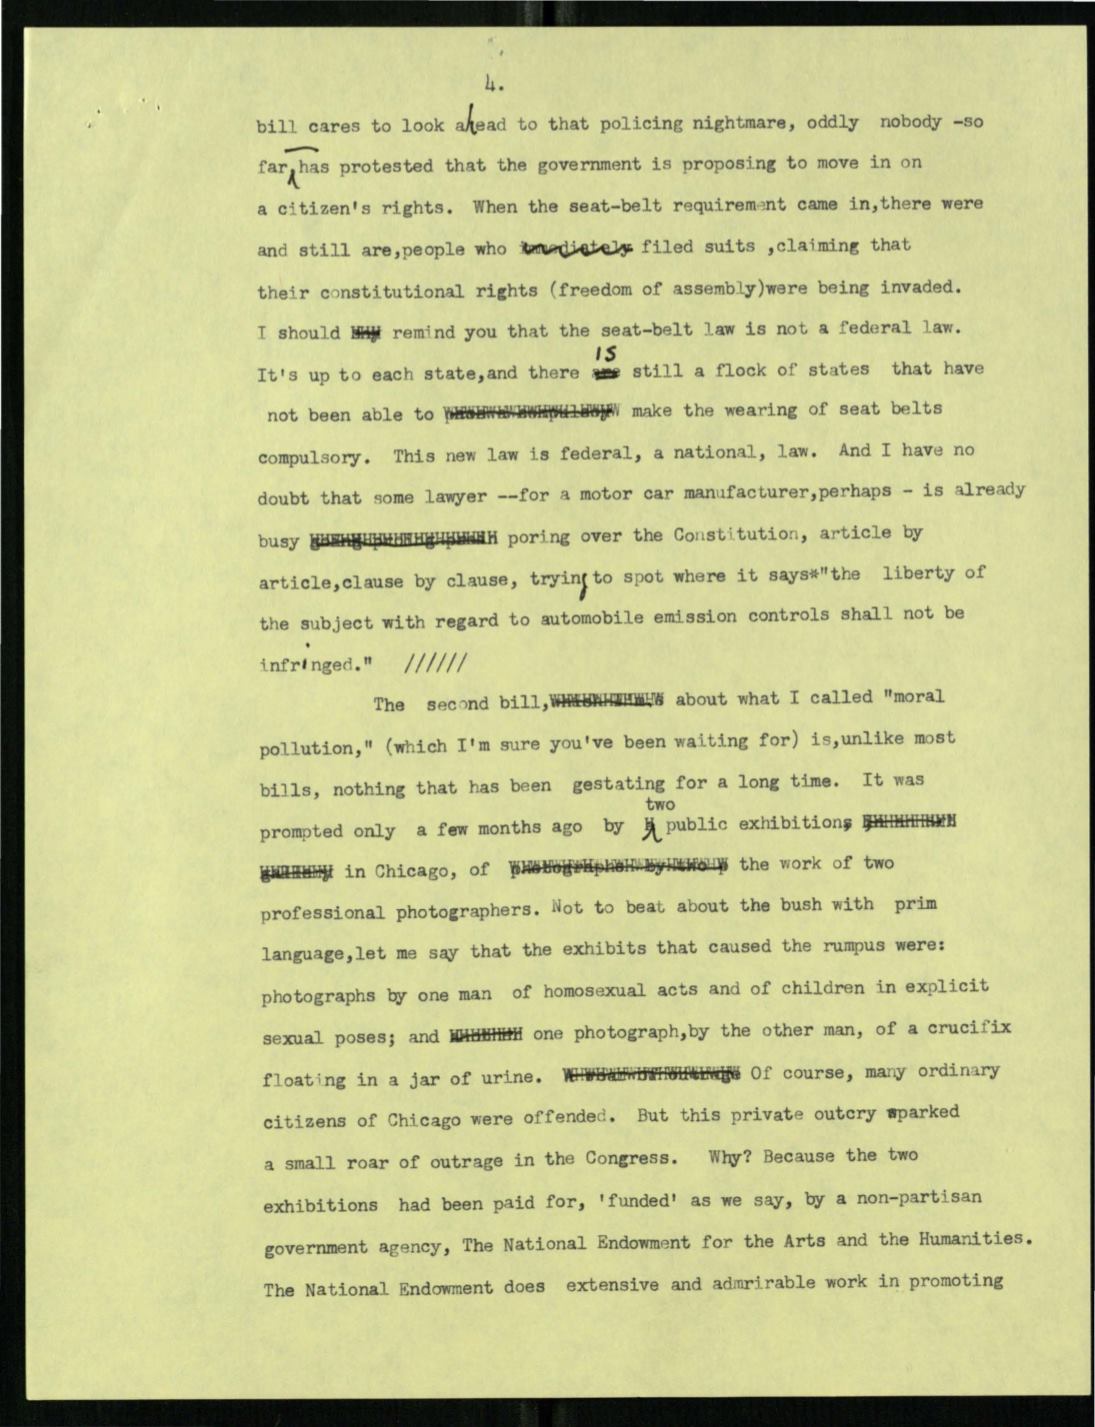 4.
bill cares to look ahead to that policing nightmare, oddly nobody -so
far, has protested that the government is proposing to move in on
a citizen's rights. When the seat-belt requirement came in,there were
and still are,people who imediately filed suits ,claiming that
their constitutional rights (freedom of assembly)were being invaded.
I should remind you that the seat-belt law is not a federal law.
IS
It's up to each state,and there are still a flock of states that have
not been able to make the wearing of seat belts
compulsory. This new law is federal, a national, law. And I have no
doubt that some lawyer --for a motor car manufacturer,perhaps - is already
busy poring over the Constitution, article by
article,clause by clause, trying to spot where it says*"the liberty of
the subject with regard to automobile emission controls shall not be
infringed." //////
The second bill, about what I called "moral
pollution," (which I'm sure you've been waiting for) is,unlike most
bills, nothing that has been gestating for a long time. It was
two
prompted only a few months ago by public exhibitions
in Chicago, of the work of two
professional photographers. Not to beat about the bush with prim
language,let me say that the exhibits that caused the rumpus were:
photographs by one man of homosexual acts and of children in explicit
sexual poses; and one photograph,by the other man, of a crucifix
floating in a jar of urine. Of course, many ordinary
citizens of Chicago were offended. But this private outcry sparked
a small roar of outrage in the Congress. Why? Because the two
exhibitions had been paid for, 'funded' as we say, by a non-partisan
government agency, The National Endowment for the Arts and the Humanities.
The National Endowment does extensive and admrirable work in promoting